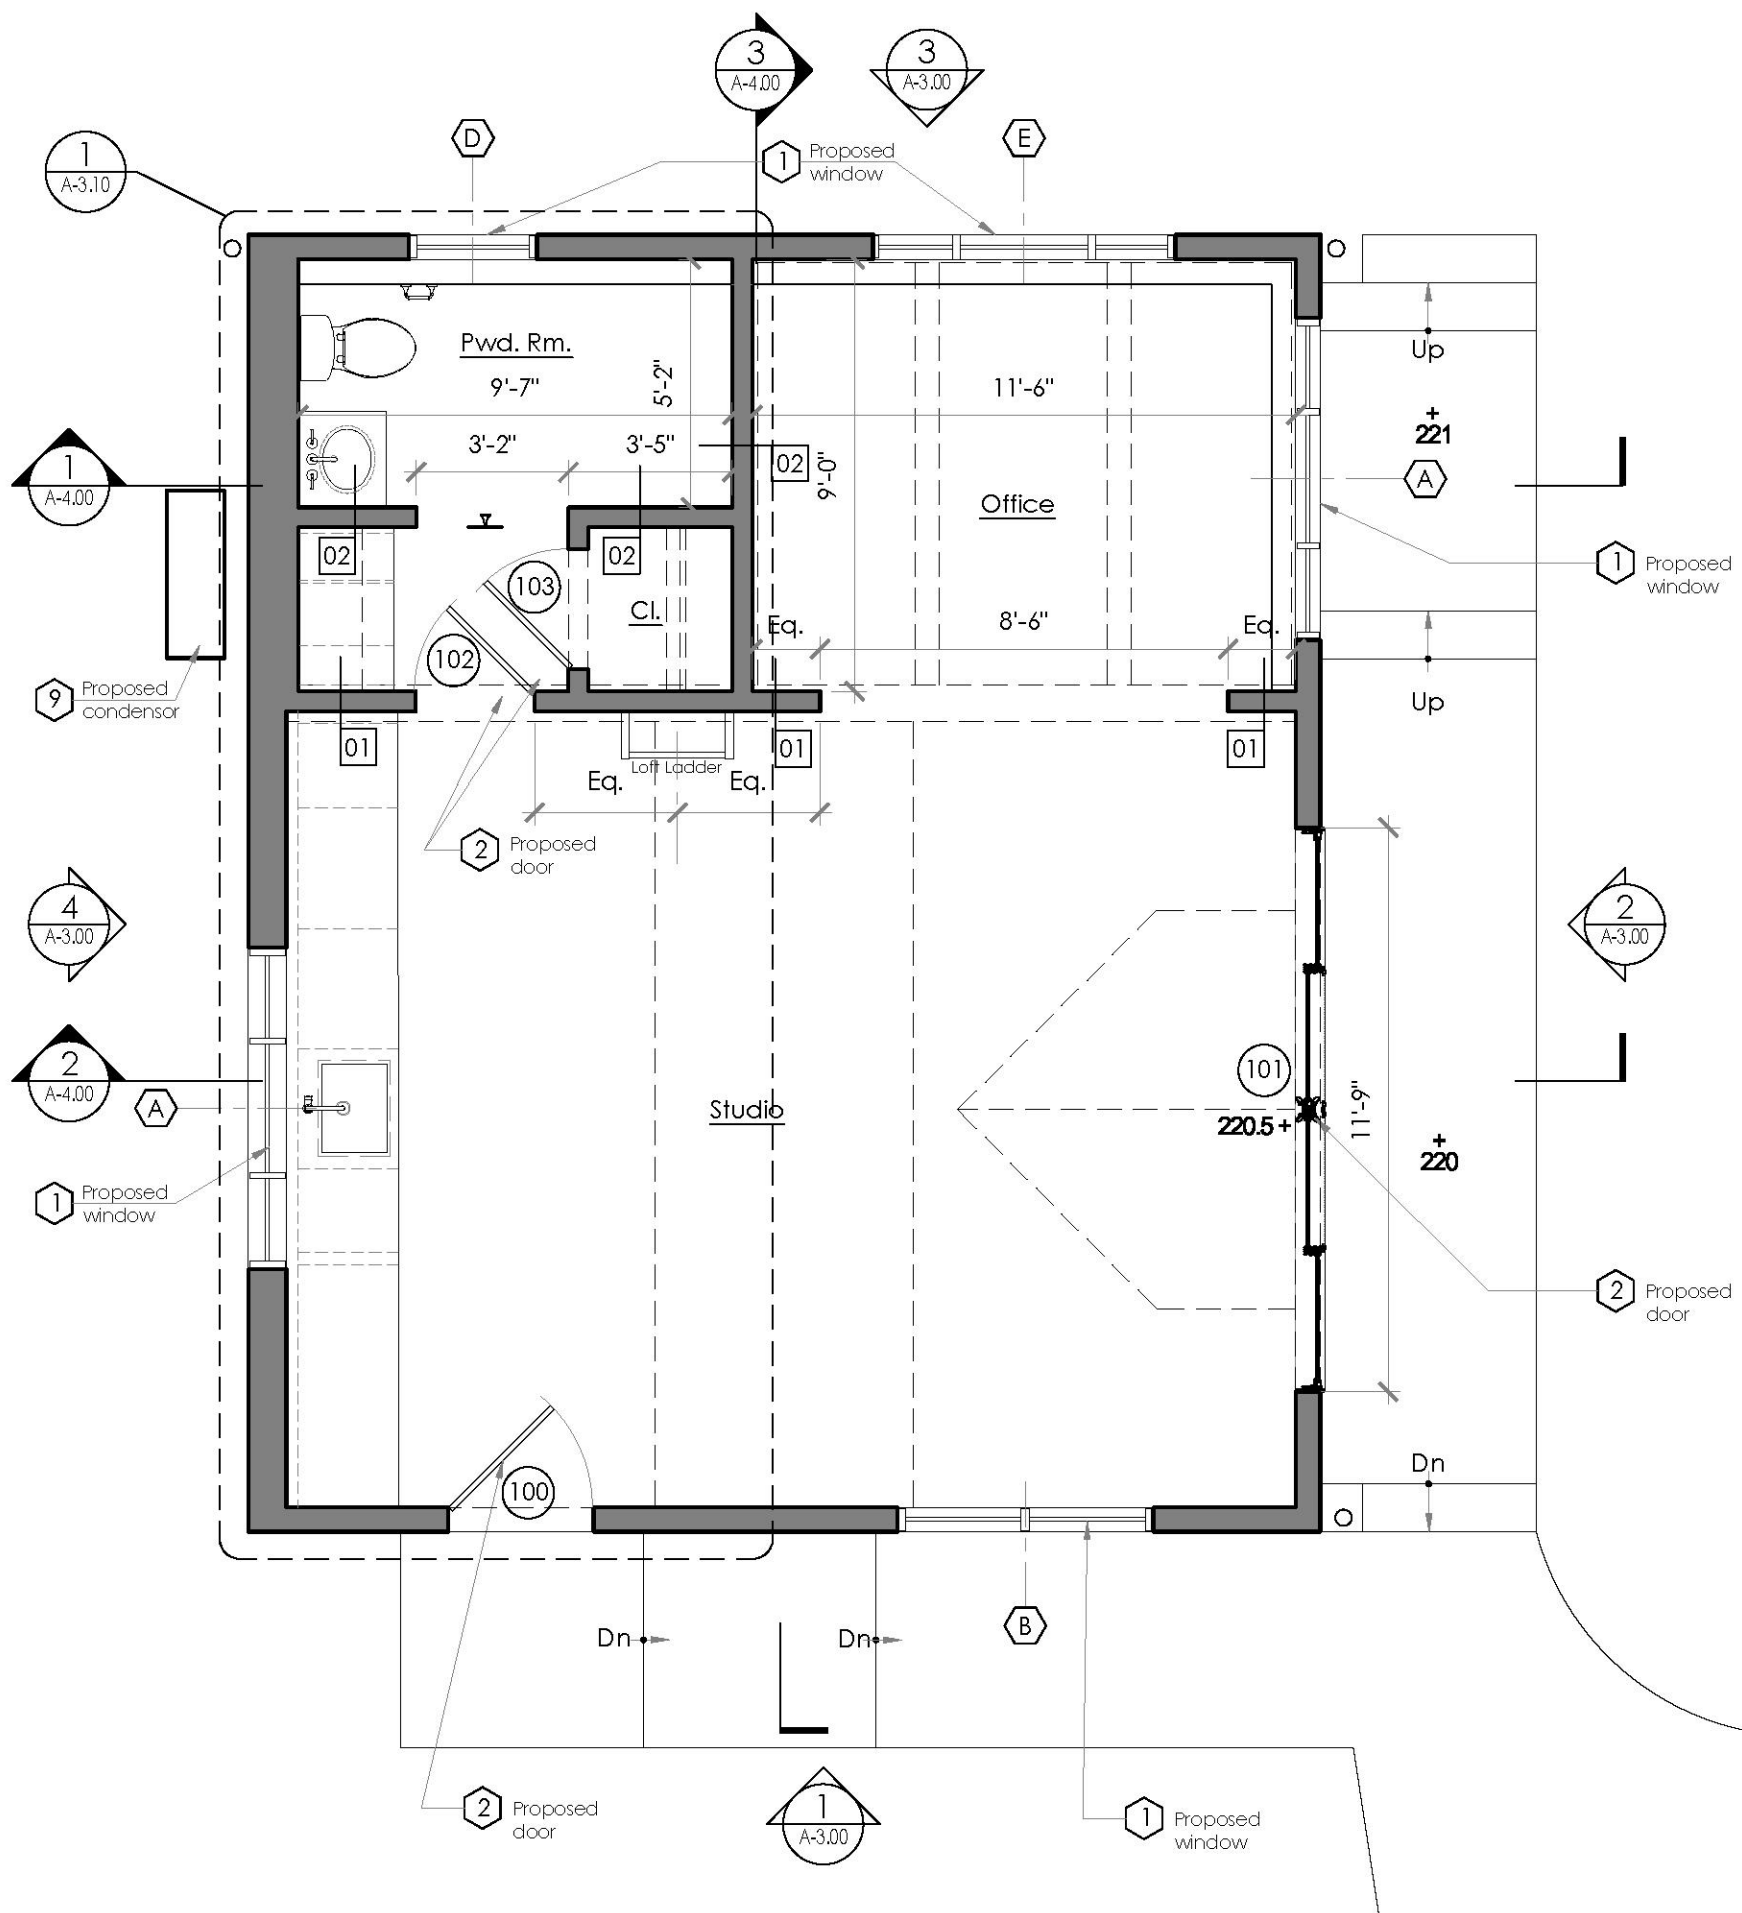 3
A-4.00
3
A-3.00
1
A-3.10
D
1
Proposed
window
E
Pwd. Rm.
9'-7"
5'-2"
11'-6"
Up
3'-2"
3'-5"
+
221
1
A-4.00
02
9'-0"
A
Office
02
02
103
1
Proposed
window
Cl.
Eq.
8'-6"
Eq.
102
9
Proposed
condensor
Up
01
01
01
Loft Ladder
Eq.
Eq.
2
Proposed
door
4
A-3.00
2
A-3.00
2
A-4.00
101
A
Studio
220.5 +
11'-9"
+
220
1
Proposed
window
2
Proposed
door
Dn
100
Dn
Dn
B
2
Proposed
door
1
A-3.00
1
Proposed
window